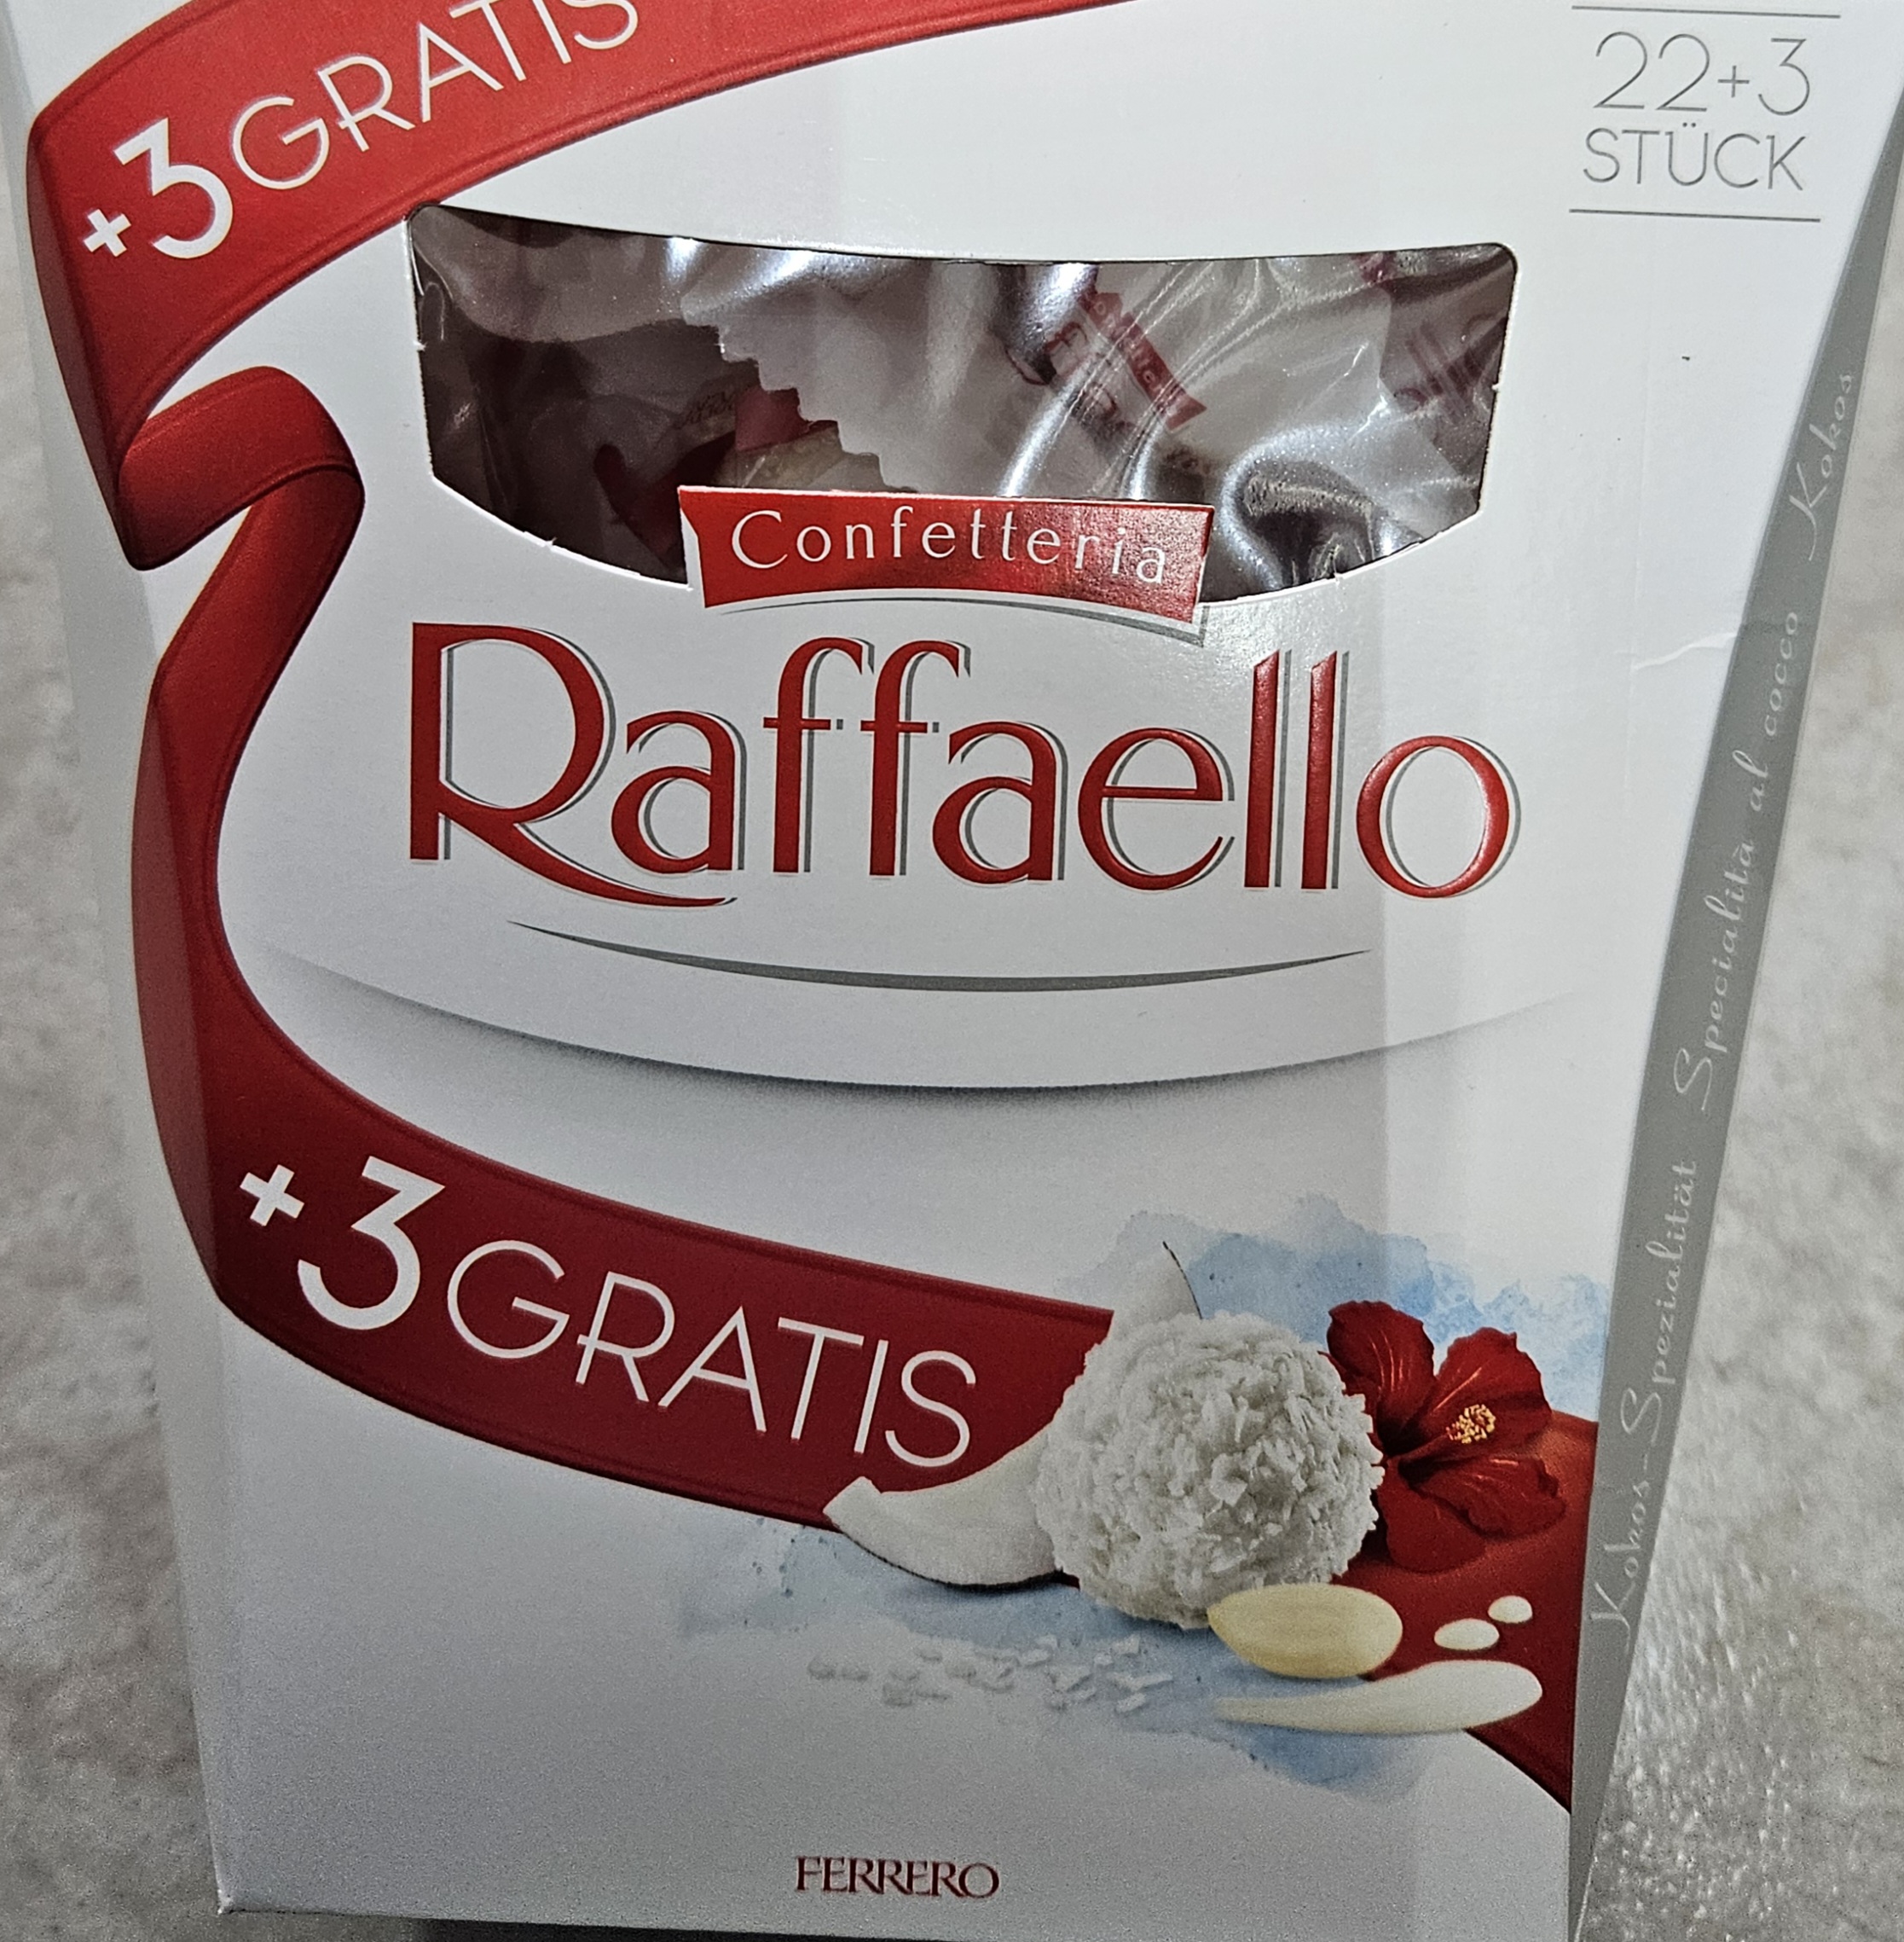 +3 GRATIS
22+3
STÜCK
Confetteria
Raffaello
+3 GRATIS
FERRERO
Kokos-Spezialität Specialità al cocco Kokos